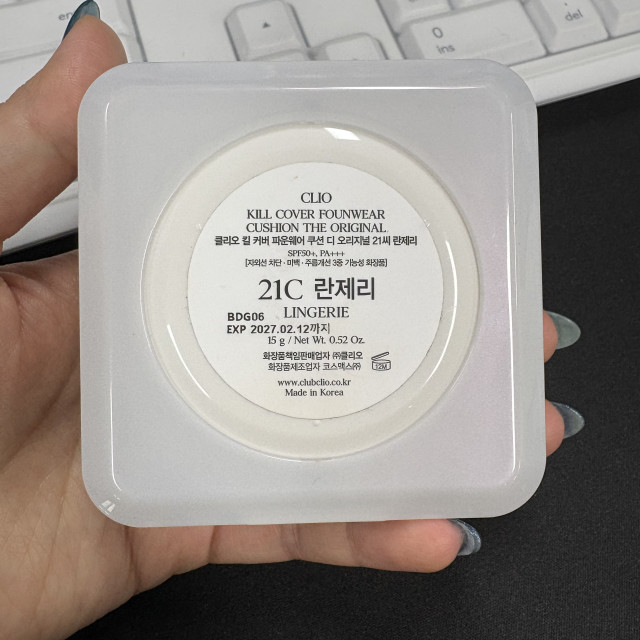 CLIO
KILL COVER FOUNWEAR
CUSHION THE ORIGINAL
클리오 킬 커버 파운웨어 쿠션 디 오리지널 21씨 란제리
SPF50+, PA+++
[자외선 차단 · 미백 · 주름개선 3중 기능성 화장품]
21C 란제리
LINGERIE
BDG06
EXP 2027.02.12까지
15 g / Net Wt. 0.52 Oz.
화장품책임판매업자 ㈜클리오
화장품제조업자 코스맥스㈜
12M
www.clubclio.co.kr
Made in Korea
0
ins
del